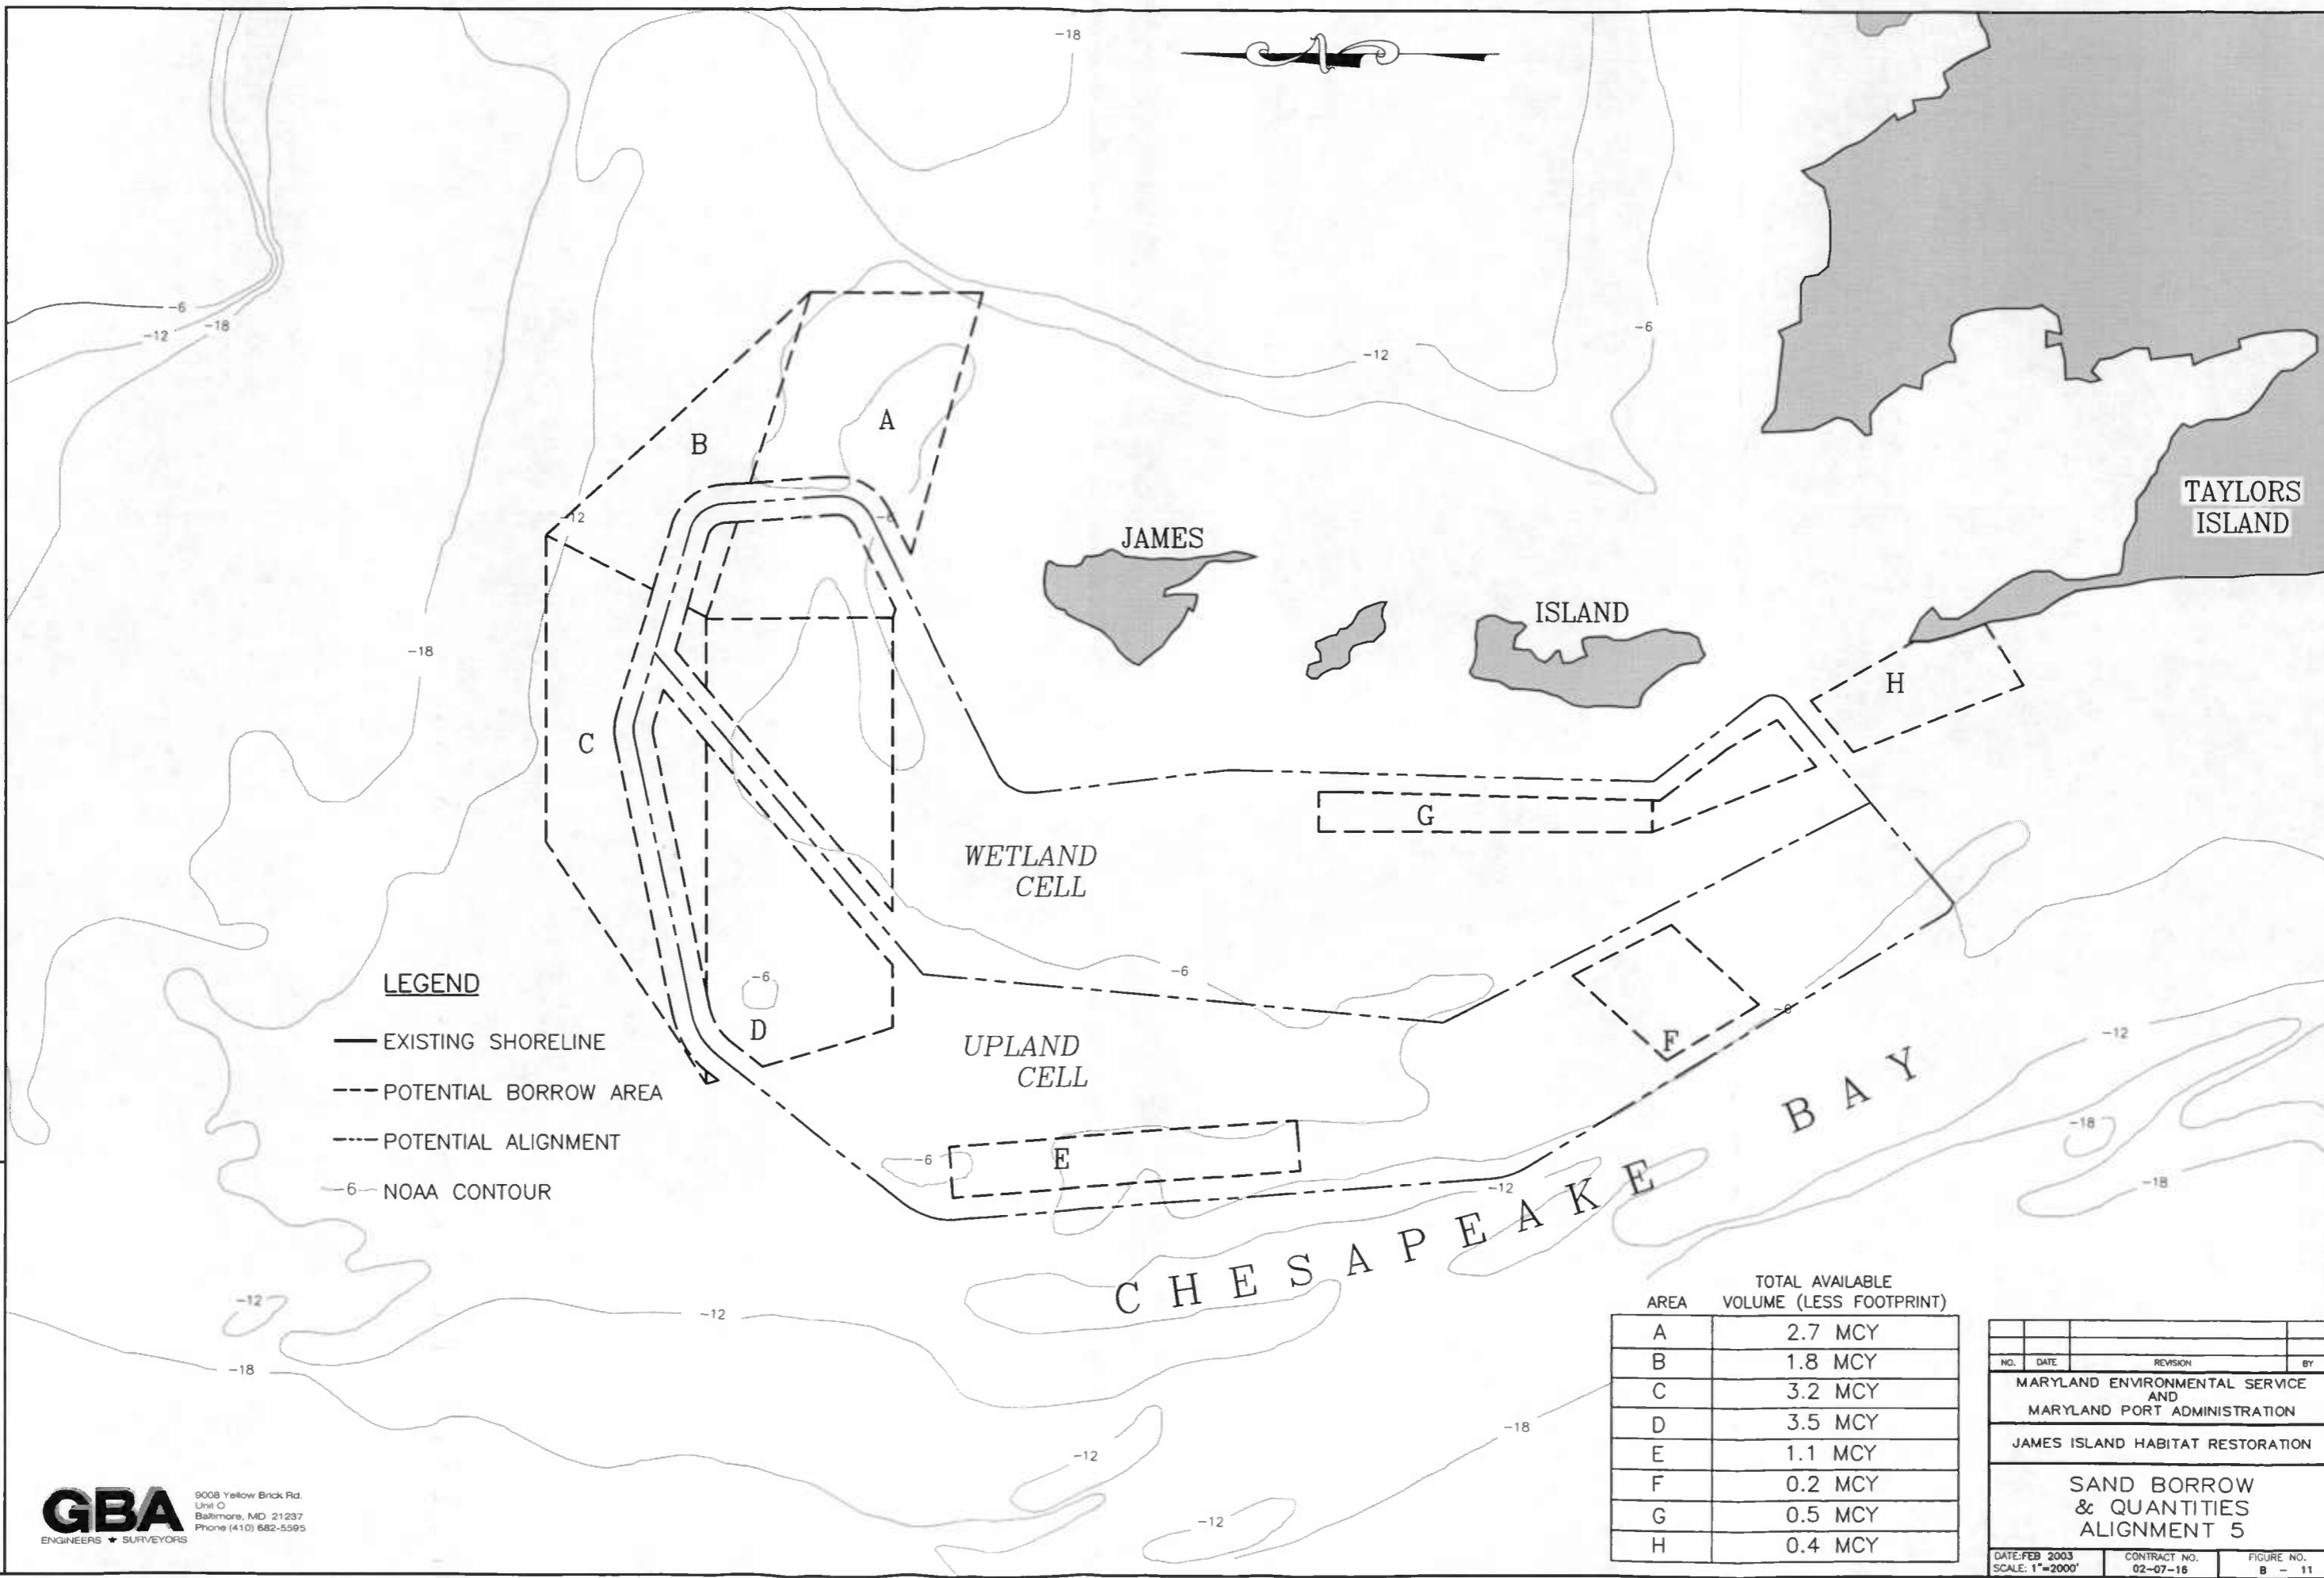 -18
-6
-12
-18
-12
-6
B
A
-12
-6
JAMES
ISLAND
TAYLORS
ISLAND
-18
H
C
G
WETLAND
CELL
-6
-6
D
UPLAND
CELL
F
-6
-12
-6
E
-12
-18
-18
CHESAPEAKE BAY
LEGEND
EXISTING SHORELINE
POTENTIAL BORROW AREA
POTENTIAL ALIGNMENT
-6 NOAA CONTOUR
-12
-12
-18
-18
-12
-12
AREA TOTAL AVAILABLE
VOLUME (LESS FOOTPRINT)
A 2.7 MCY
B 1.8 MCY
C 3.2 MCY
D 3.5 MCY
E 1.1 MCY
F 0.2 MCY
G 0.5 MCY
H 0.4 MCY
NO. DATE REVISION BY
MARYLAND ENVIRONMENTAL SERVICE
AND
MARYLAND PORT ADMINISTRATION
JAMES ISLAND HABITAT RESTORATION
SAND BORROW
& QUANTITIES
ALIGNMENT 5
DATE:FEB 2003
SCALE: 1"=2000'
CONTRACT NO.
02-07-16
FIGURE NO.
B - 11
GBA
ENGINEERS ★ SURVEYORS
9008 Yellow Brick Rd.
Unit O
Baltimore, MD 21237
Phone (410) 682-5595